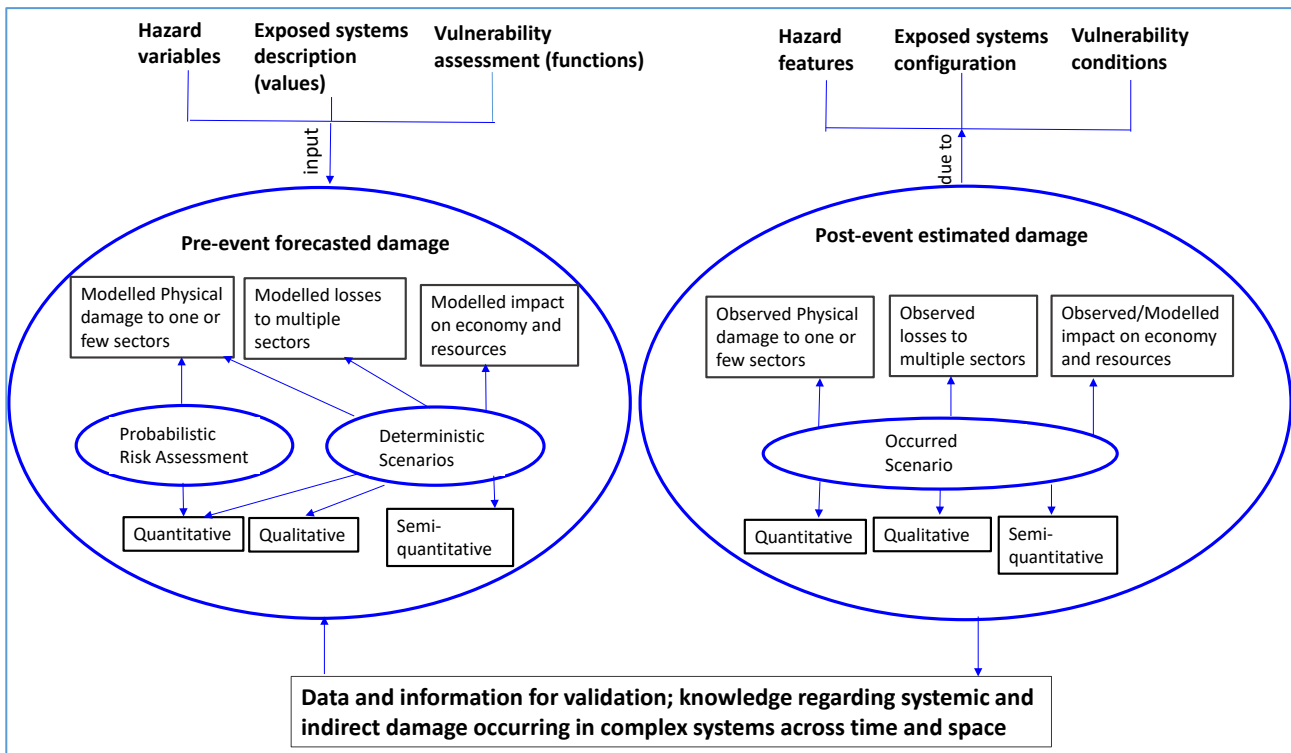 Hazard
variables
Exposed systems
description
(values)
Vulnerability
assessment (functions)
input
Pre-event forecasted damage
Modelled Physical
damage to one or
few sectors
Modelled losses
to multiple
sectors
Modelled impact
on economy and
resources
Probabilistic
Risk Assessment
Deterministic
Scenarios
Quantitative
Qualitative
Semi-
quantitative
Hazard
features
Exposed systems
configuration
Vulnerability
conditions
due to
Post-event estimated damage
Observed Physical
damage to one or
few sectors
Observed
losses to
multiple sectors
Observed/Modelled
impact on economy
and resources
Occurred
Scenario
Quantitative
Qualitative
Semi-
quantitative
Data and information for validation; knowledge regarding systemic and
indirect damage occurring in complex systems across time and space